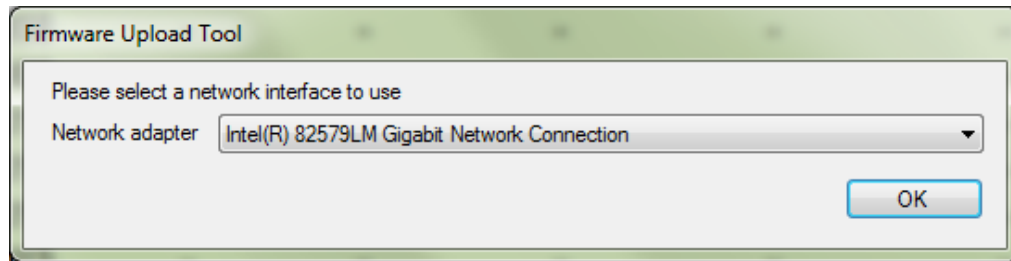 Firmware Upload Tool
Please select a network interface to use
Network adapter Intel(R) 82579LM Gigabit Network Connection
OK